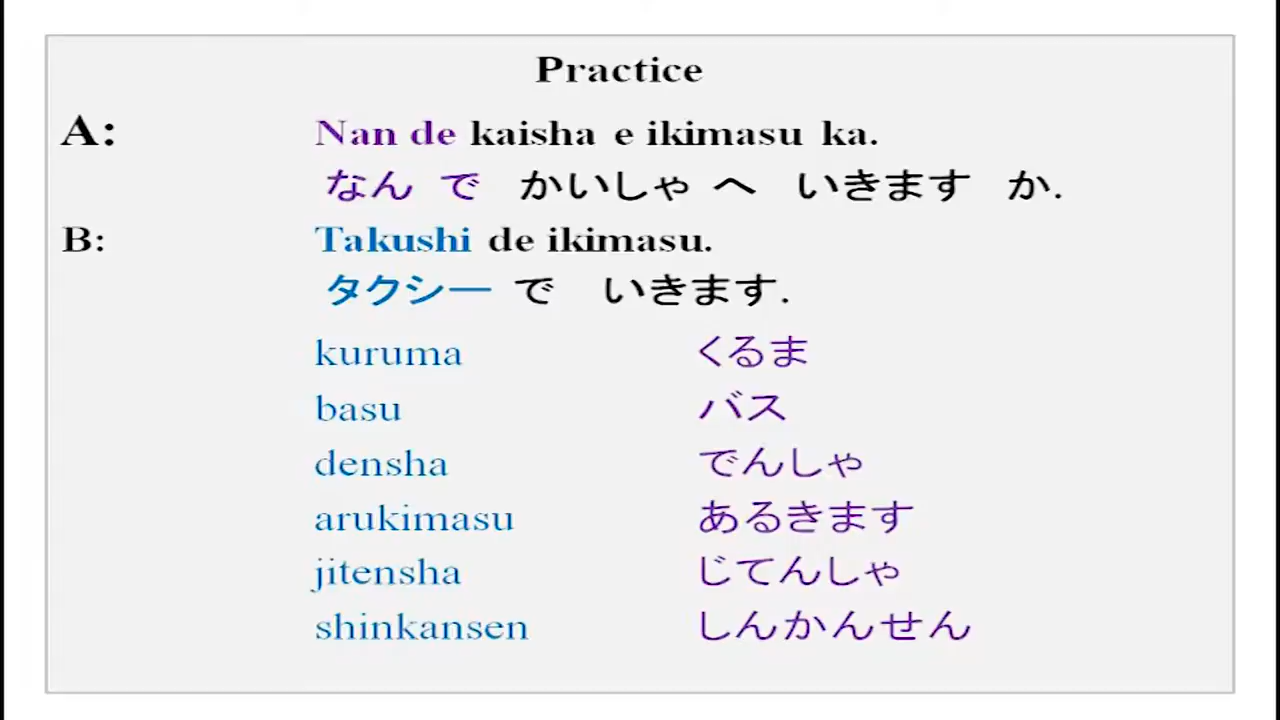 Practice
A: Nan de kaisha e ikimasu ka.
なん で かいしゃ へ いきます か.
B: Takushi de ikimasu.
タクシー で いきます.
kuruma くるま
basu バス
densha でんしゃ
arukimasu あるきます
jitensha じてんしゃ
shinkansen しんかんせん